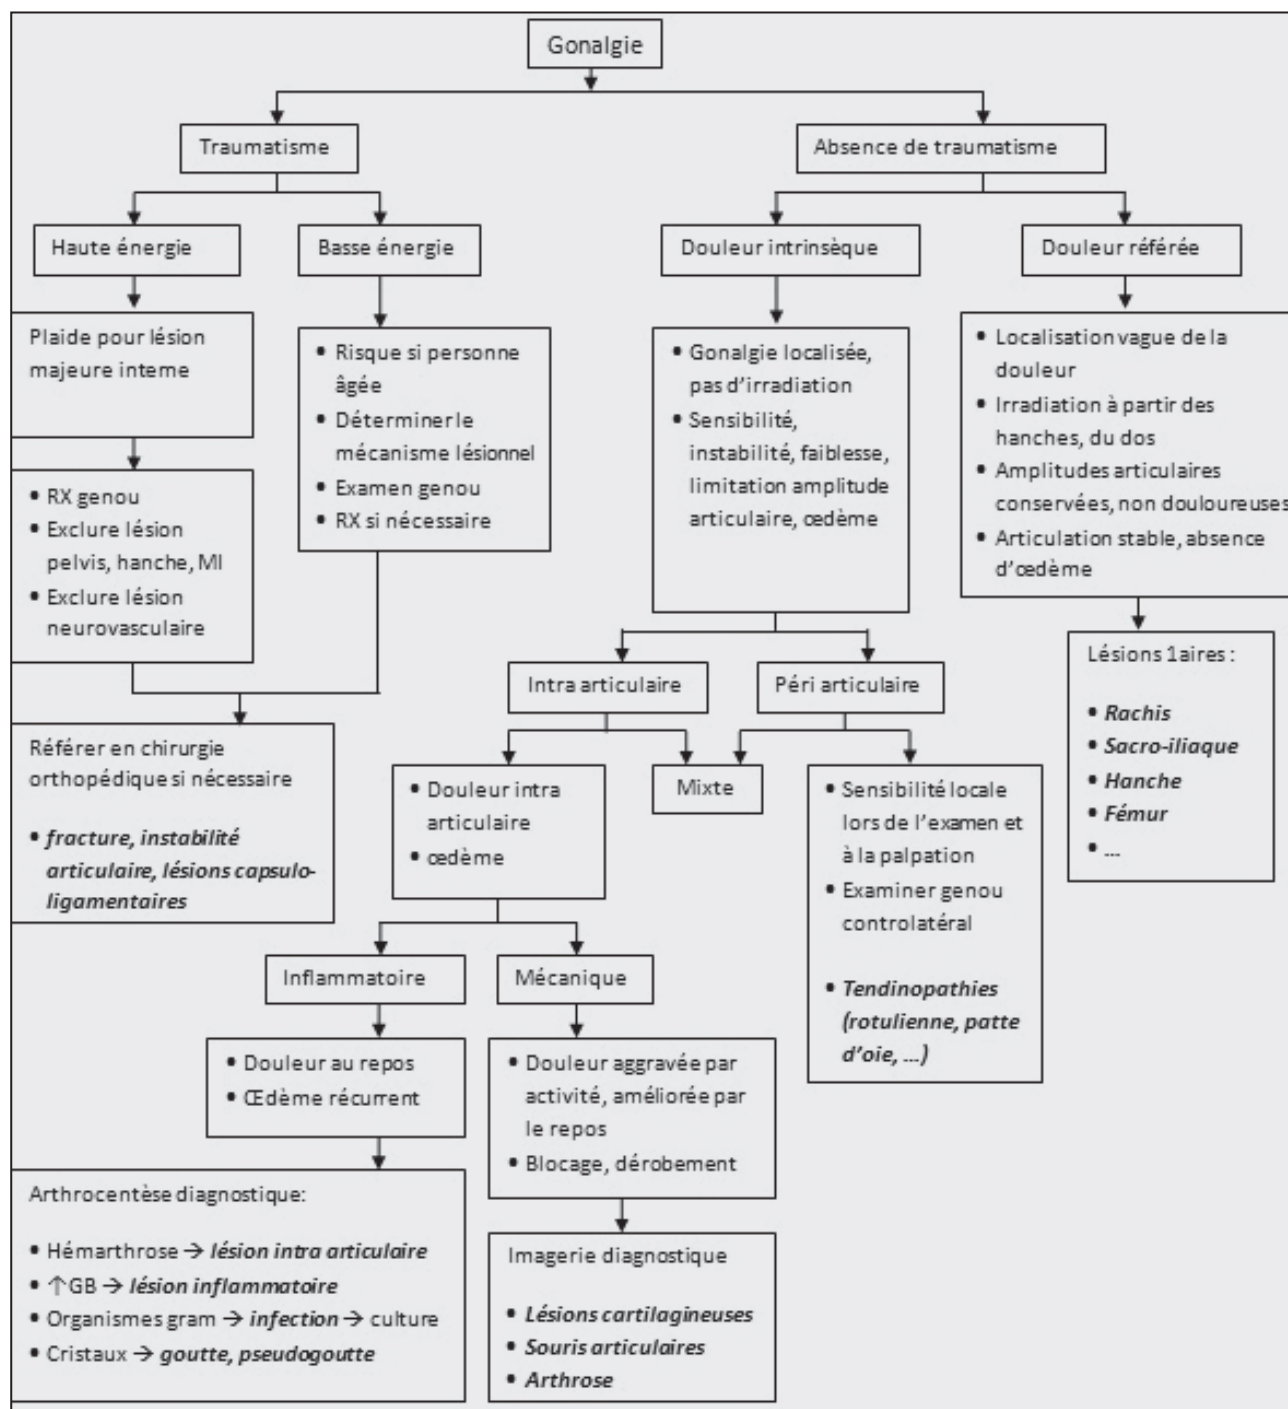 Gonalgie
Traumatisme
Absence de traumatisme
Haute énergie
Basse énergie
Douleur intrinsèque
Douleur référée
Plaide pour lésion
majeure interne
• Risque si personne
âgée
• Déterminer le
mécanisme lésionnel
• Examen genou
• RX si nécessaire
• Gonalgie localisée,
pas d’irradiation
• Sensibilité,
instabilité, faiblesse,
limitation amplitude
articulaire, œdème
• Localisation vague de la
douleur
• Irradiation à partir des
hanches, du dos
• Amplitudes articulaires
conservées, non douloureuses
• Articulation stable, absence
d’œdème
• RX genou
• Exclure lésion
pelvis, hanche, MI
• Exclure lésion
neurovasculaire
Intra articulaire
Péri articulaire
Lésions 1aires :
• Rachis
• Sacro-iliaque
• Hanche
• Fémur
• ...
Référer en chirurgie
orthopédique si nécessaire
• fracture, instabilité
articulaire, lésions capsulo-
ligamentaires
• Douleur intra
articulaire
• œdème
Mixte
• Sensibilité locale
lors de l’examen et
à la palpation
• Examiner genou
controlatéral
• Tendinopathies
(rotulienne, patte
d’oie, ...)
Inflammatoire
Mécanique
• Douleur au repos
• Œdème récurrent
• Douleur aggravée par
activité, améliorée par
le repos
• Blocage, dérobement
Arthrocentèse diagnostique:
• Hémarthrose → lésion intra articulaire
• ↑GB → lésion inflammatoire
• Organismes gram → infection → culture
• Cristaux → goutte, pseudogoutte
Imagerie diagnostique
• Lésions cartilagineuses
• Souris articulaires
• Arthrose